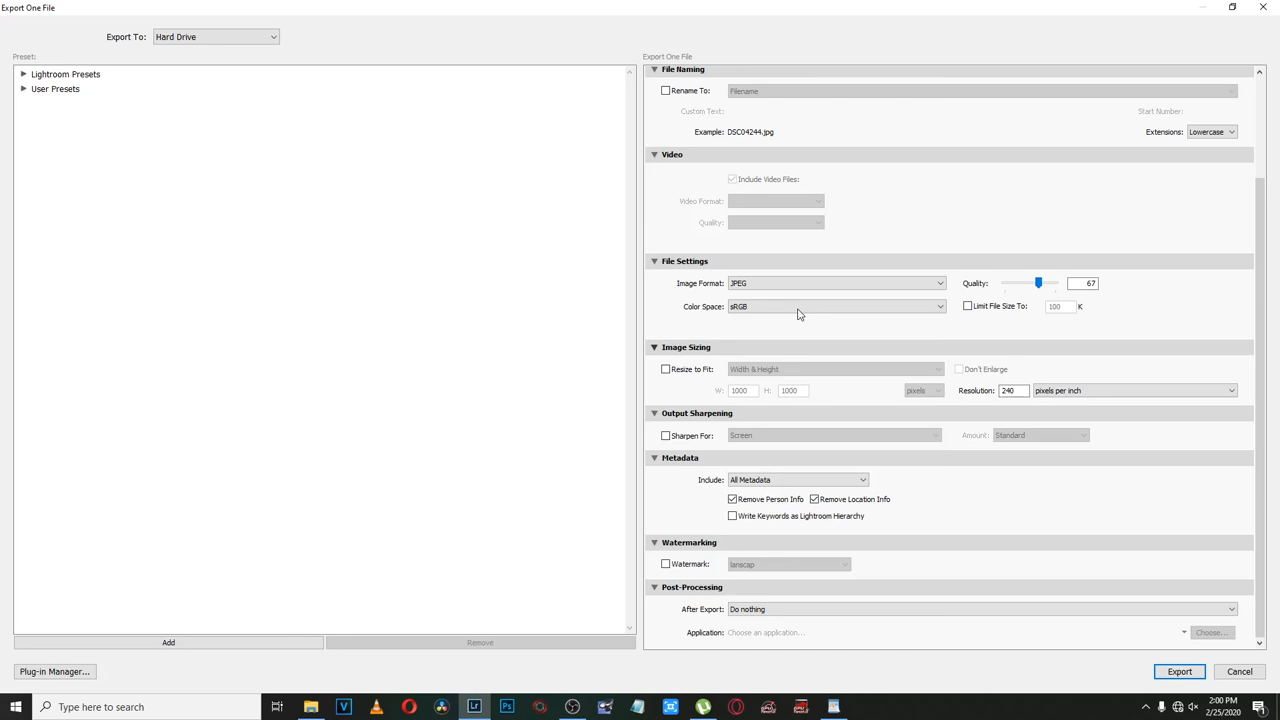 Export One File
Export To: Hard Drive
Preset:
Lightroom Presets
User Presets
Add
Remove
Plug-in Manager...
Export One File
File Naming
Rename To: Filename
Custom Text: Start Number:
Example: DSC04244.jpg Extensions: Lowercase
Video
Include Video Files:
Video Format:
Quality:
File Settings
Image Format: JPEG Quality: 67
Color Space: sRGB Limit File Size To: 100 K
Image Sizing
Resize to Fit: Width & Height Don't Enlarge
W: 1000 H: 1000 pixels Resolution: 240 pixels per inch
Output Sharpening
Sharpen For: Screen Amount: Standard
Metadata
Include: All Metadata
Remove Person Info Remove Location Info
Write Keywords as Lightroom Hierarchy
Watermarking
Watermark: lanscap
Post-Processing
After Export: Do nothing
Application: Choose an application... Choose...
Export Cancel
Type here to search
Lr
Ps
V
2:00 PM
2/25/2020